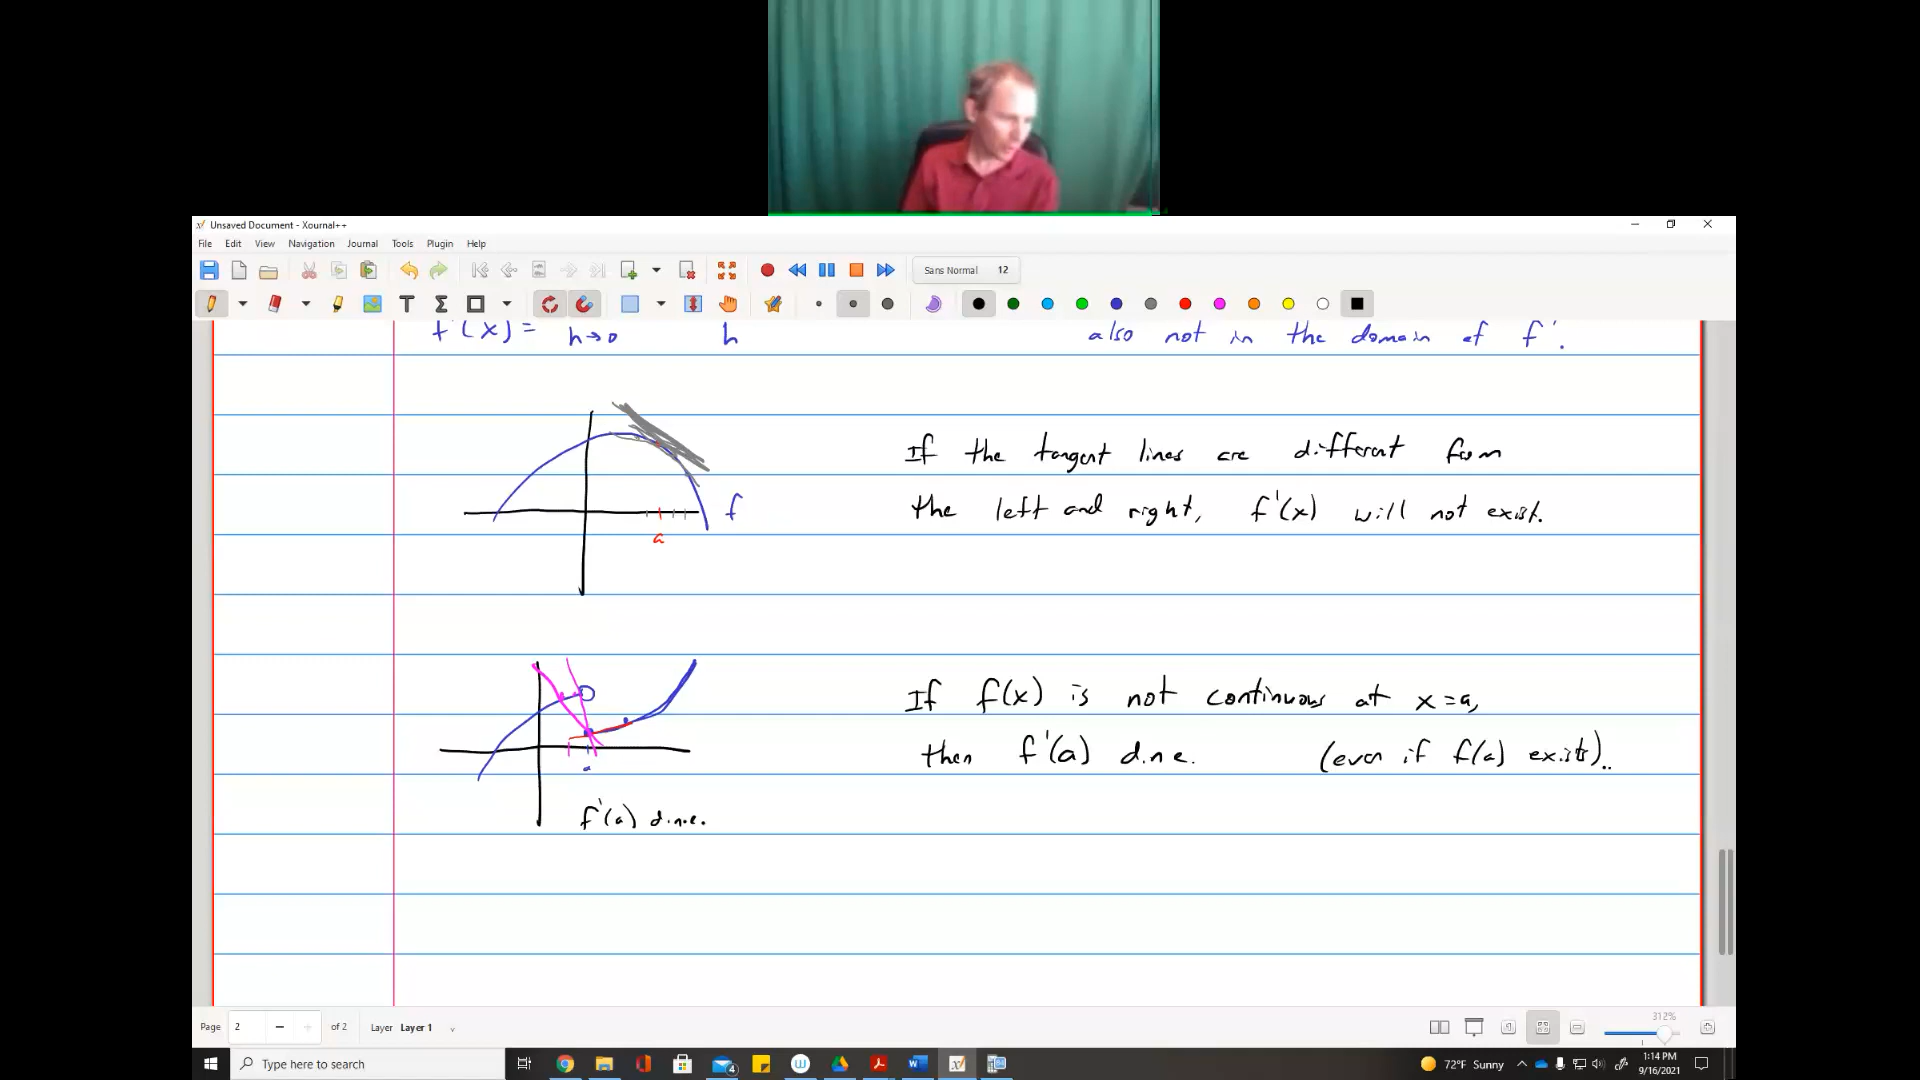 Unsaved Document - Xournal++
File Edit View Navigation Journal Tools Plugin Help
Sans Normal 12
f'(x) = h→0 h
also not in the domain of f'.
f
a
If the tangent lines are different from
the left and right, f'(x) will not exist.
If f(x) is not continuous at x=a,
then f'(a) d.n.e. (even if f(a) exists)..
a
f'(a) d.n.e.
Page 2 of 2 Layer Layer 1
312%
Type here to search
4
72°F Sunny
1:14 PM
9/16/2021